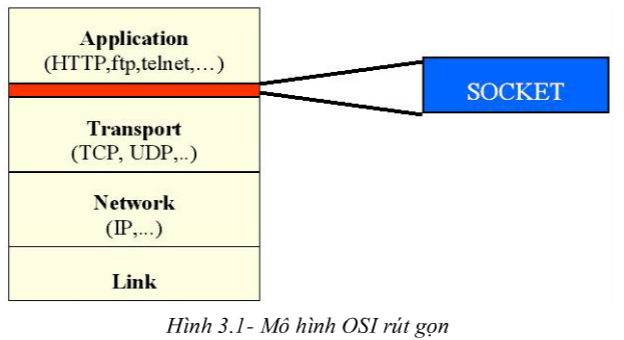 Application
(HTTP,ftp,telnet,…)
SOCKET
Transport
(TCP, UDP,..)
Network
(IP,...)
Link
Hình 3.1- Mô hình OSI rút gọn